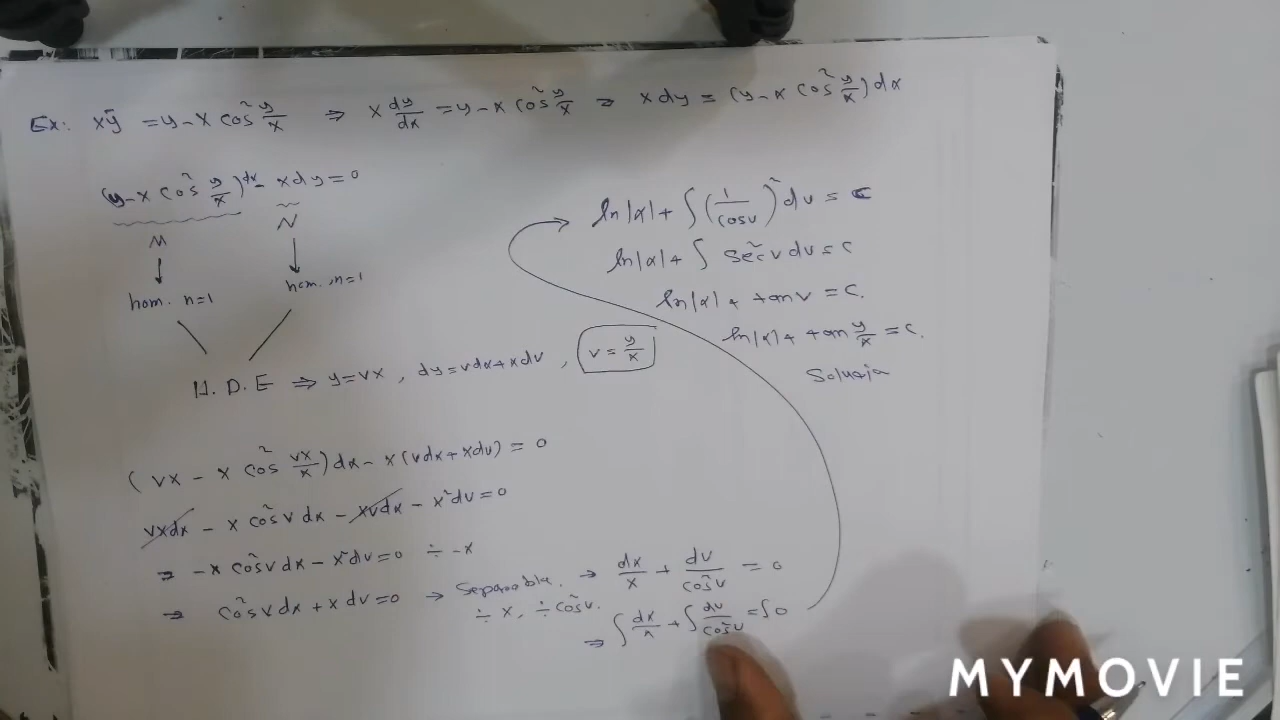 Ex: xy' = y - x cos² y/x ⇒ x dy/dx = y - x cos² y/x ⇒ x dy = (y - x cos² y/x) dx
(y - x cos² y/x) dx - x dy = 0
M N
hom. n=1 hom. n=1
H. D. E ⇒ y = vx , dy = v dx + x dv , v = y/x
(vx - x cos² vx/x) dx - x (v dx + x dv) = 0
vx dx - x cos² v dx - xv dx - x² dv = 0
⇒ -x cos² v dx - x² dv = 0 ÷ -x
⇒ cos² v dx + x dv = 0 → Separable. → dx/x + dv/cos² v = 0
÷ x, ÷ cos² v.
⇒ ∫ dx/x + ∫ dv/cos² v = ∫ 0
ln|x| + ∫ (1/cos v)² dv = c
ln|x| + ∫ sec² v dv = c
ln|x| + tan v = c.
ln|x| + tan y/x = c.
Solution
MYMOVIE